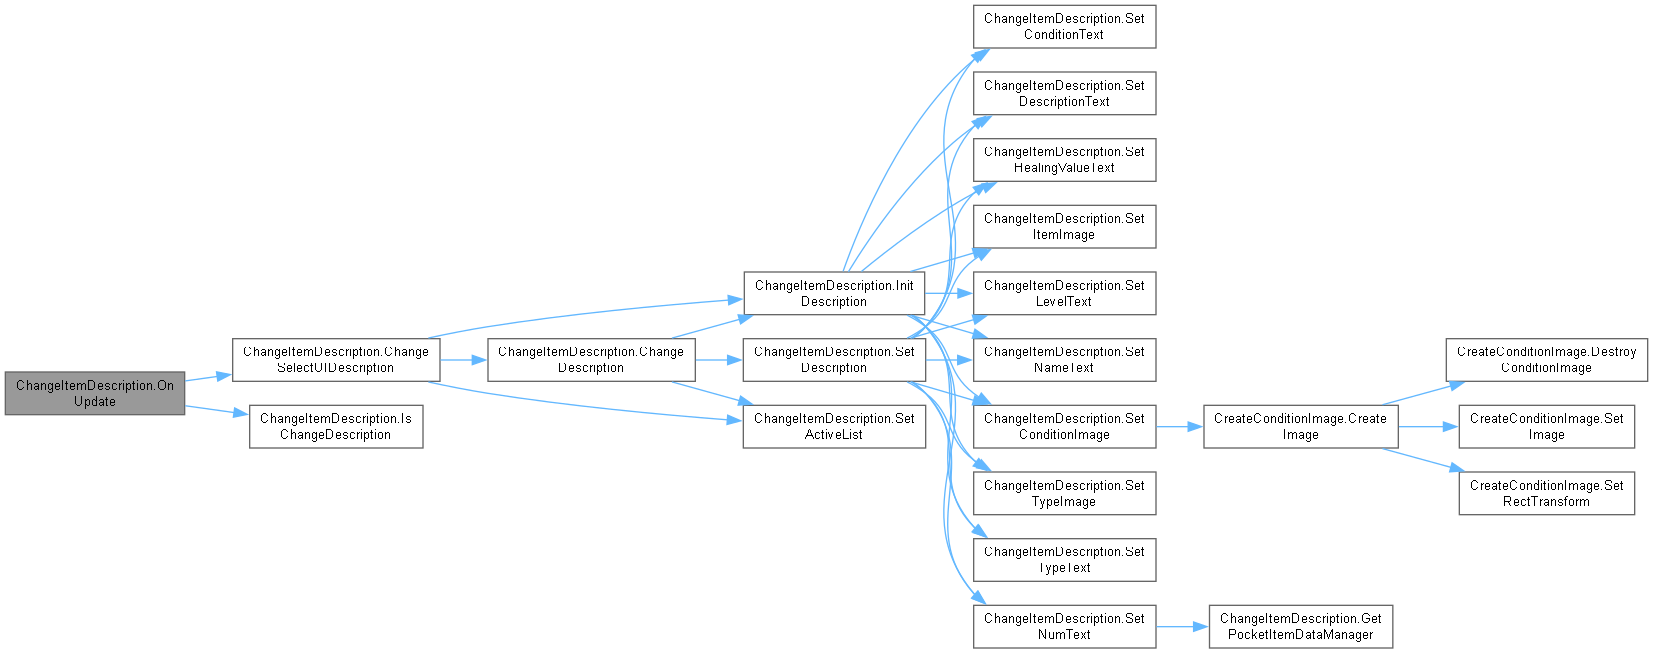 ChangeItemDescription.On
Update
ChangeItemDescription.Change
SelectUIDescription
ChangeItemDescription.Is
ChangeDescription
ChangeItemDescription.Change
Description
ChangeItemDescription.Init
Description
ChangeItemDescription.Set
Description
ChangeItemDescription.Set
ActiveList
ChangeItemDescription.Set
ConditionText
ChangeItemDescription.Set
DescriptionText
ChangeItemDescription.Set
HealingValueText
ChangeItemDescription.Set
ItemImage
ChangeItemDescription.Set
LevelText
ChangeItemDescription.Set
NameText
ChangeItemDescription.Set
ConditionImage
ChangeItemDescription.Set
TypeImage
ChangeItemDescription.Set
TypeText
ChangeItemDescription.Set
NumText
CreateConditionImage.Create
Image
ChangeItemDescription.Get
PocketItemDataManager
CreateConditionImage.Destroy
ConditionImage
CreateConditionImage.Set
Image
CreateConditionImage.Set
RectTransform